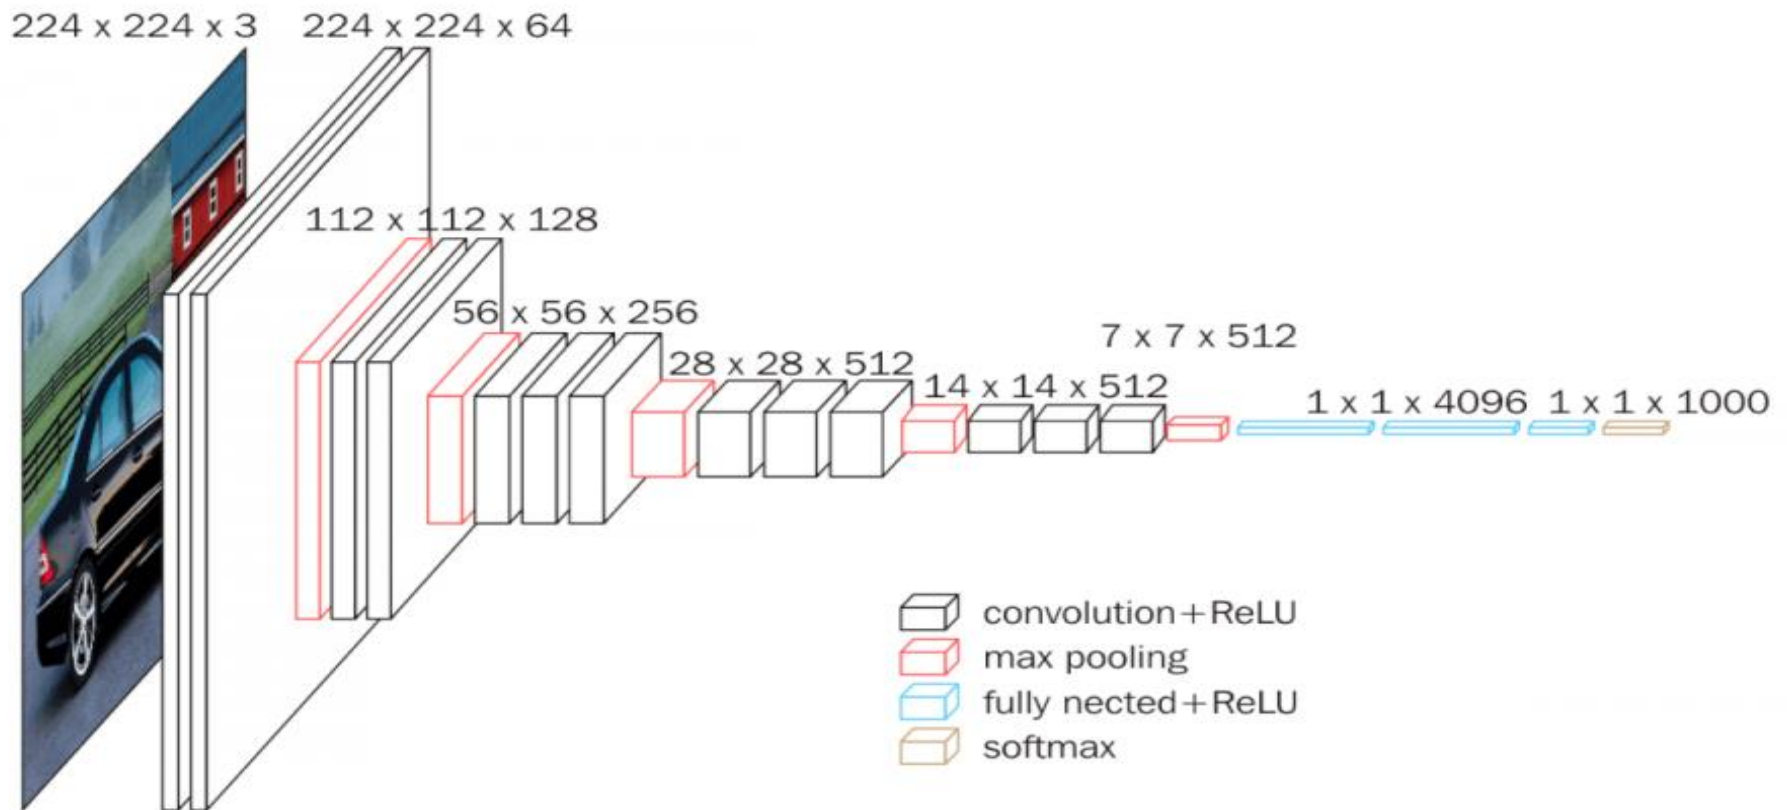 224 x 224 x 3
224 x 224 x 64
112 x 112 x 128
56 x 56 x 256
28 x 28 x 512
14 x 14 x 512
7 x 7 x 512
1 x 1 x 4096
1 x 1 x 1000
convolution+ReLU
max pooling
fully nected+ReLU
softmax